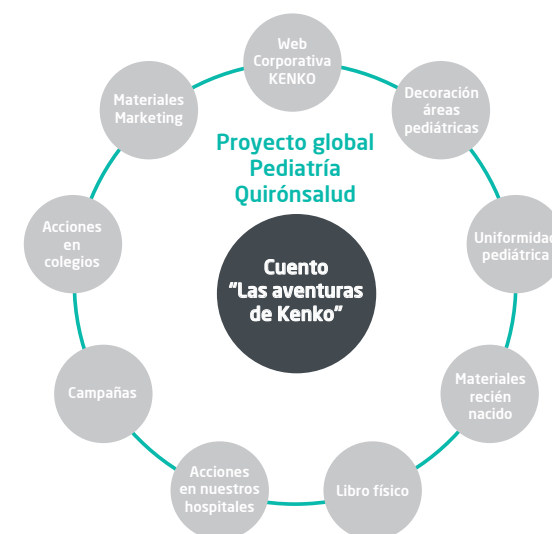 Web
Corporativa
KENKO
Decoración
áreas
pediátricas
Materiales
Marketing
Proyecto global
Pediatría
Quirónsalud
Acciones
en
colegios
Uniformidad
pediátrica
Cuento
“Las aventuras
de Kenko”
Materiales
recién
nacido
Campañas
Acciones
en nuestros
hospitales
Libro físico